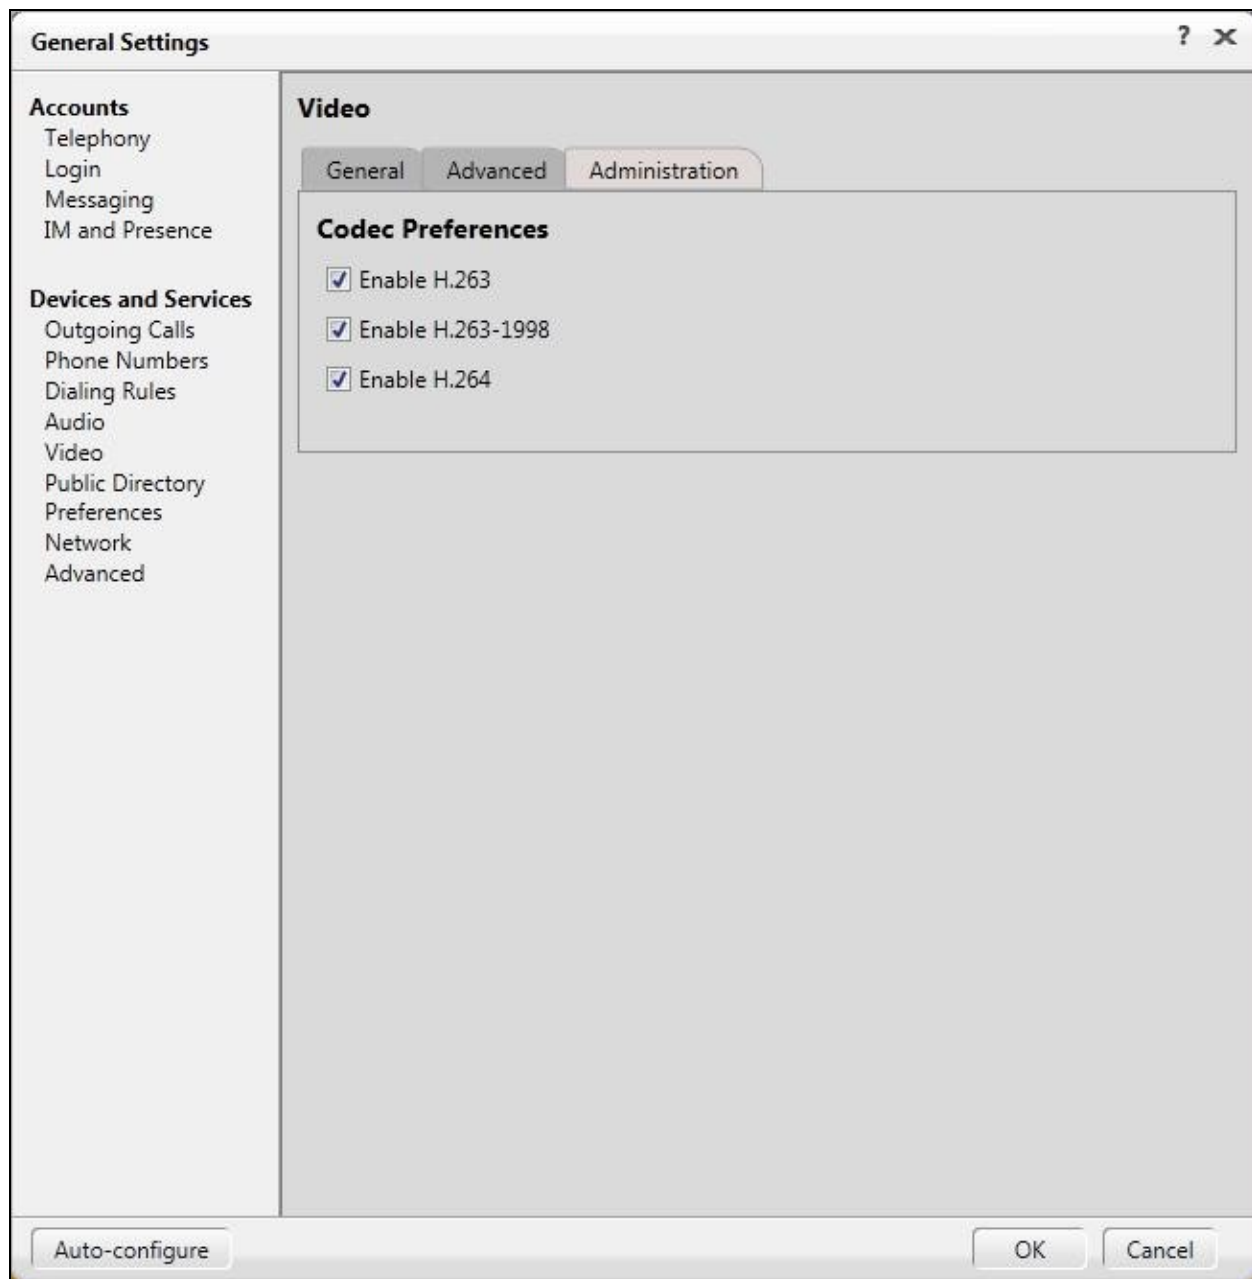 General Settings
?
Accounts
Telephony
Login
Messaging
IM and Presence
Devices and Services
Outgoing Calls
Phone Numbers
Dialing Rules
Audio
Video
Public Directory
Preferences
Network
Advanced
Video
General Advanced Administration
Codec Preferences
Enable H.263
Enable H.263-1998
Enable H.264
Auto-configure OK Cancel